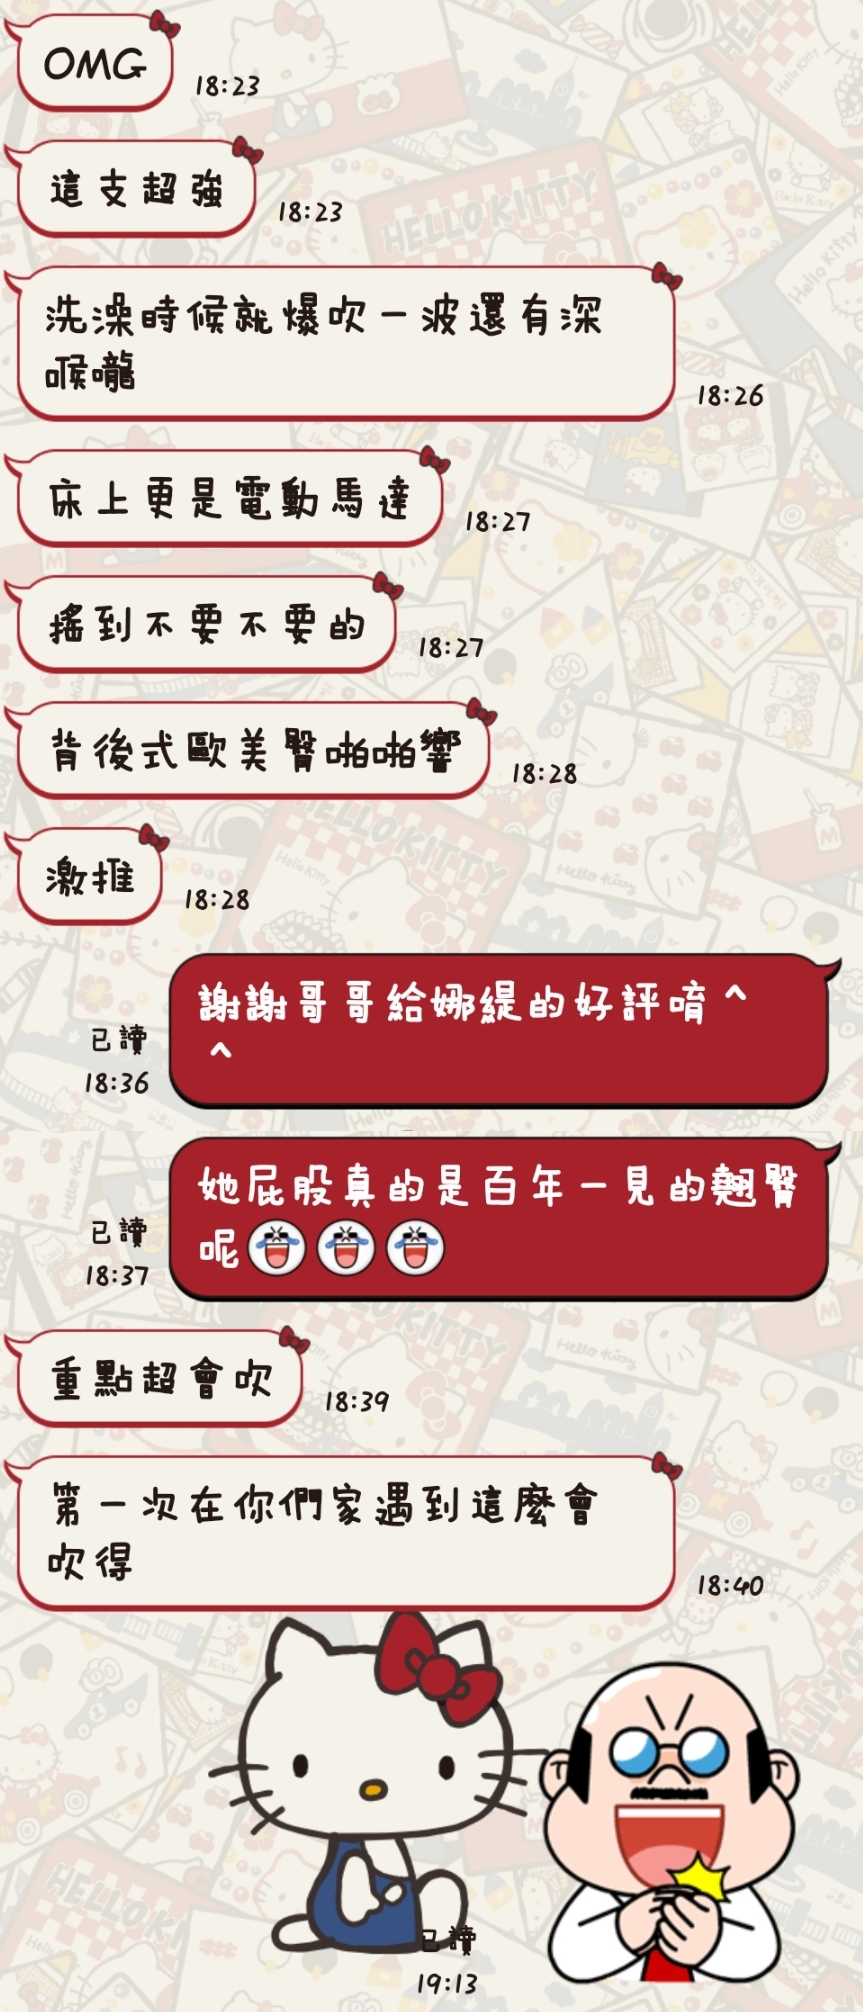 OMG
18:23
這支超強
18:23
洗澡時候就爆吹一波還有深
喉嚨
18:26
床上更是電動馬達
18:27
搖到不要不要的
18:27
背後式歐美臀啪啪響
18:28
激推
18:28
謝謝哥哥給娜緹的好評唷^
^
已讀
18:36
她屁股真的是百年一見的翹臀
呢
已讀
18:37
重點超會吹
18:39
第一次在你們家遇到這麼會
吹得
18:40
已讀
19:13
HELLO KITTY
Hello Kitty